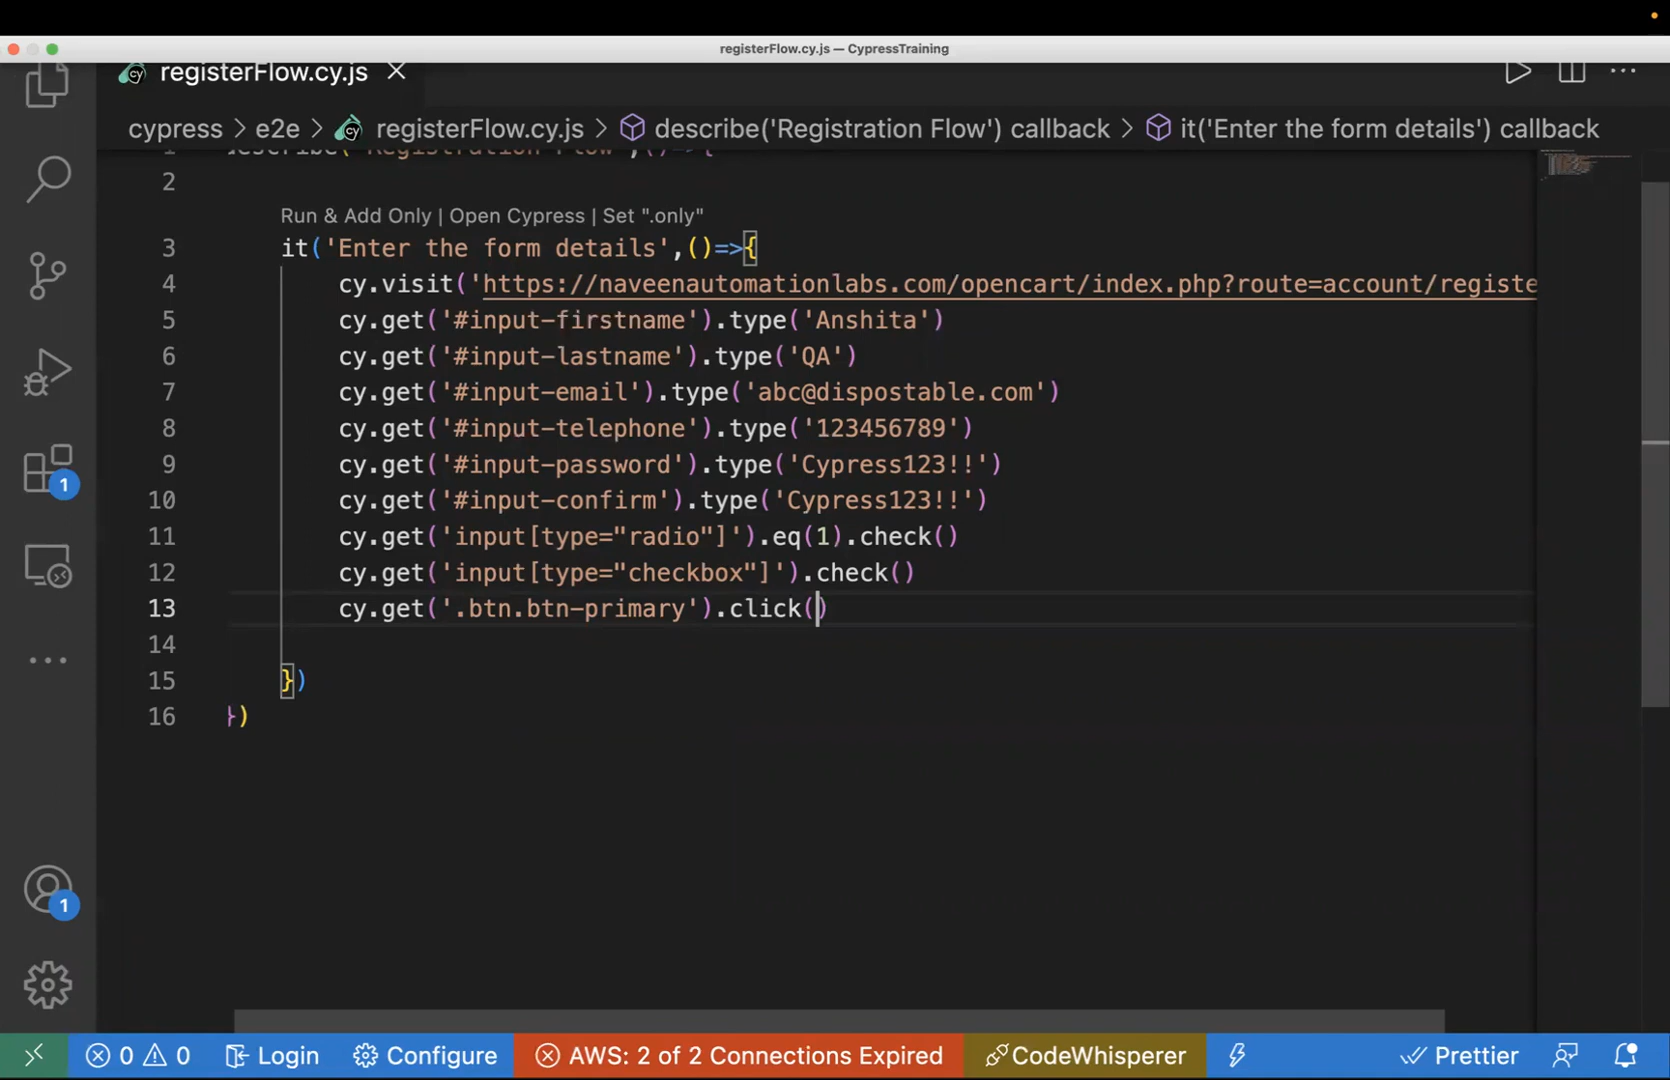 registerFlow.cy.js — CypressTraining
registerFlow.cy.js
cypress > e2e > registerFlow.cy.js > describe('Registration Flow') callback > it('Enter the form details') callback
2
Run & Add Only | Open Cypress | Set ".only"
3 it('Enter the form details',()=>{
4 cy.visit('https://naveenautomationlabs.com/opencart/index.php?route=account/registe
5 cy.get('#input-firstname').type('Anshita')
6 cy.get('#input-lastname').type('QA')
7 cy.get('#input-email').type('abc@dispostable.com')
8 cy.get('#input-telephone').type('123456789')
9 cy.get('#input-password').type('Cypress123!!')
10 cy.get('#input-confirm').type('Cypress123!!')
11 cy.get('input[type="radio"]').eq(1).check()
12 cy.get('input[type="checkbox"]').check()
13 cy.get('.btn.btn-primary').click()
14
15 })
16 })
1
1
0 0 Login Configure AWS: 2 of 2 Connections Expired CodeWhisperer Prettier